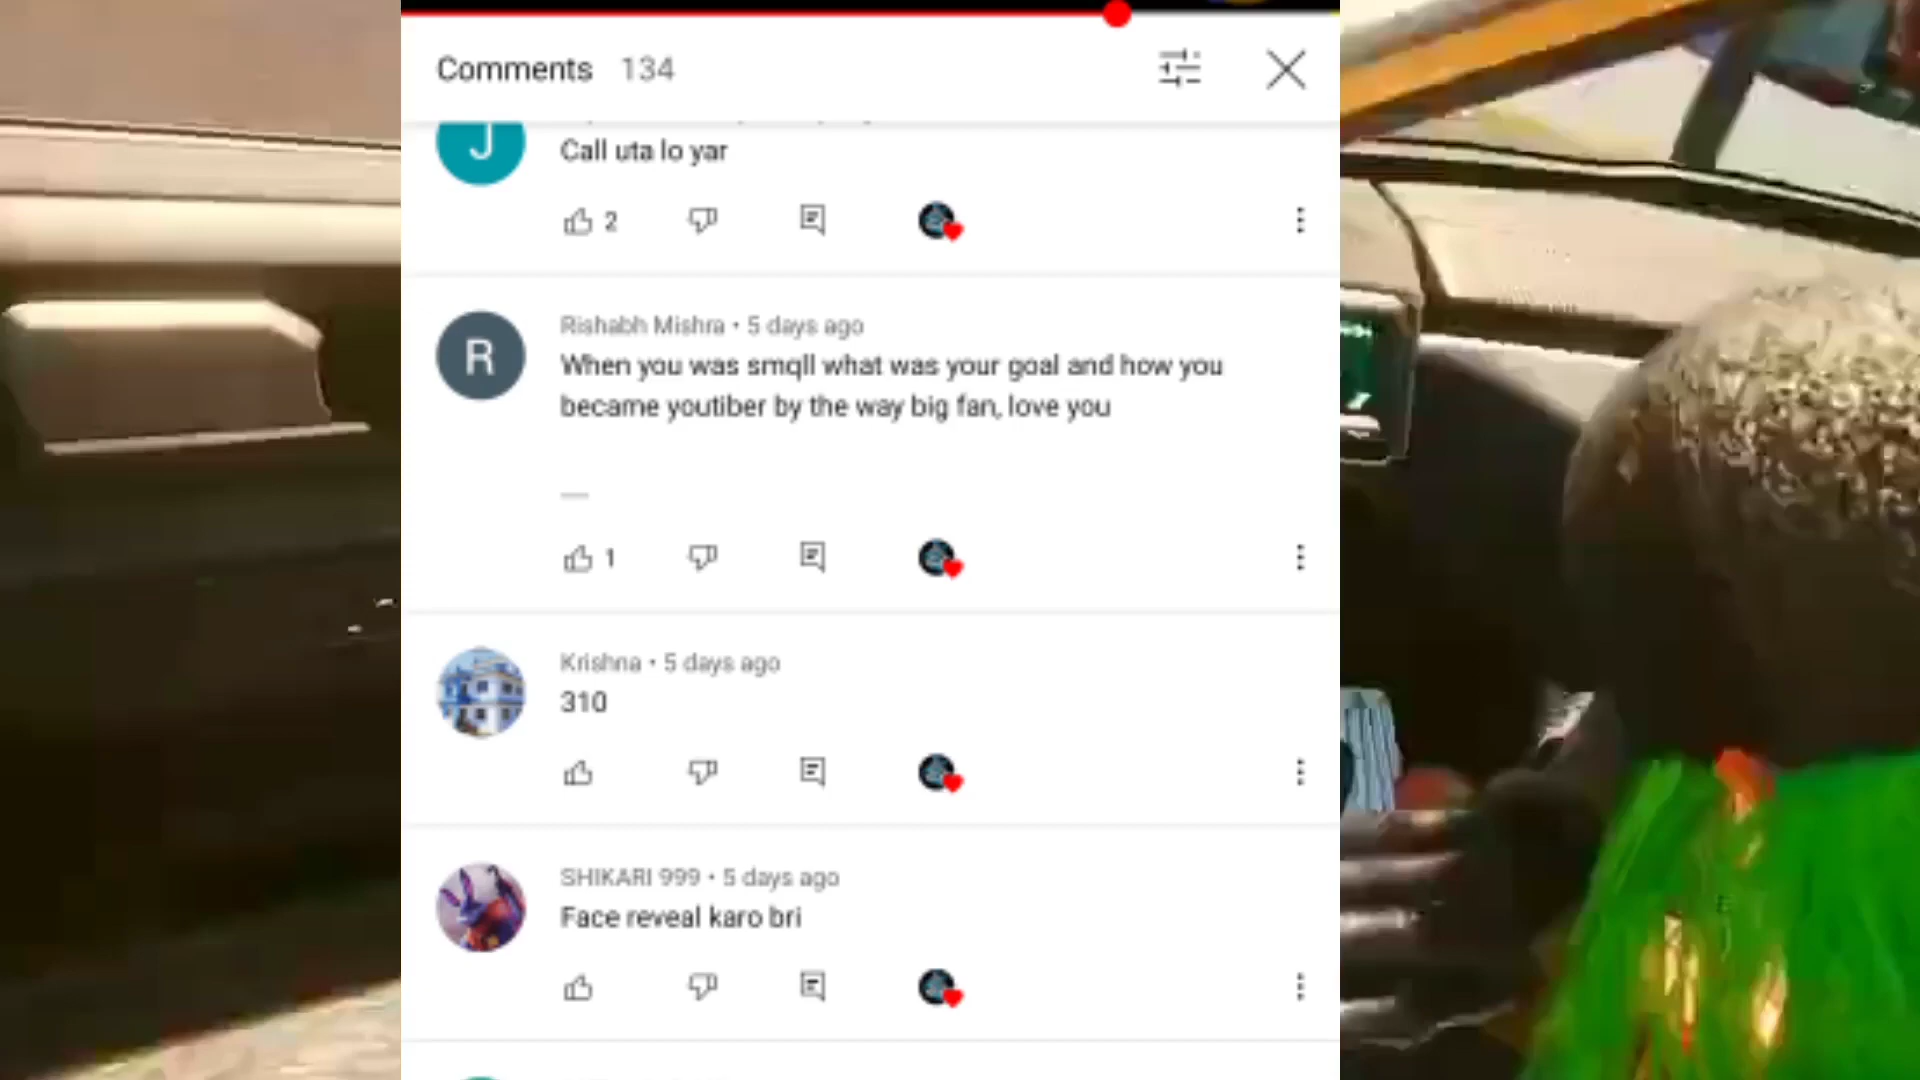 Comments 134
Call uta lo yar
2
Rishabh Mishra • 5 days ago
When you was smqll what was your goal and how you
became youtiber by the way big fan, love you
1
Krishna • 5 days ago
310
SHIKARI 999 • 5 days ago
Face reveal karo bri
J
R